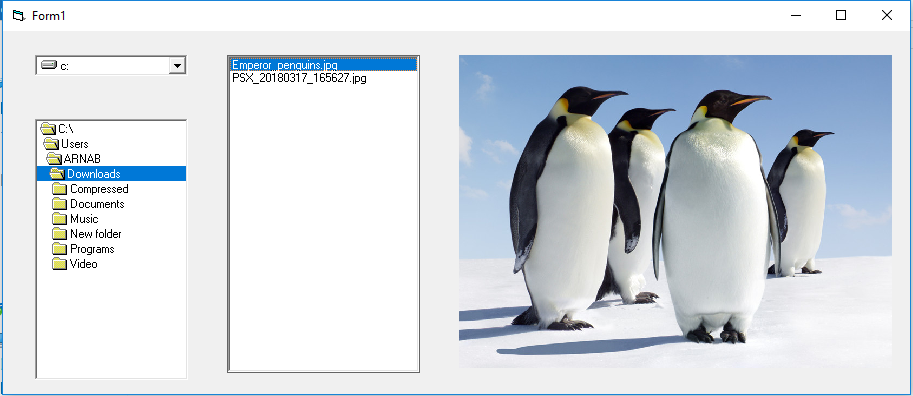 Form1
c:
C:\
Users
ARNAB
Downloads
Compressed
Documents
Music
New folder
Programs
Video
Emperor_penguins.jpg
PSX_20180317_165627.jpg